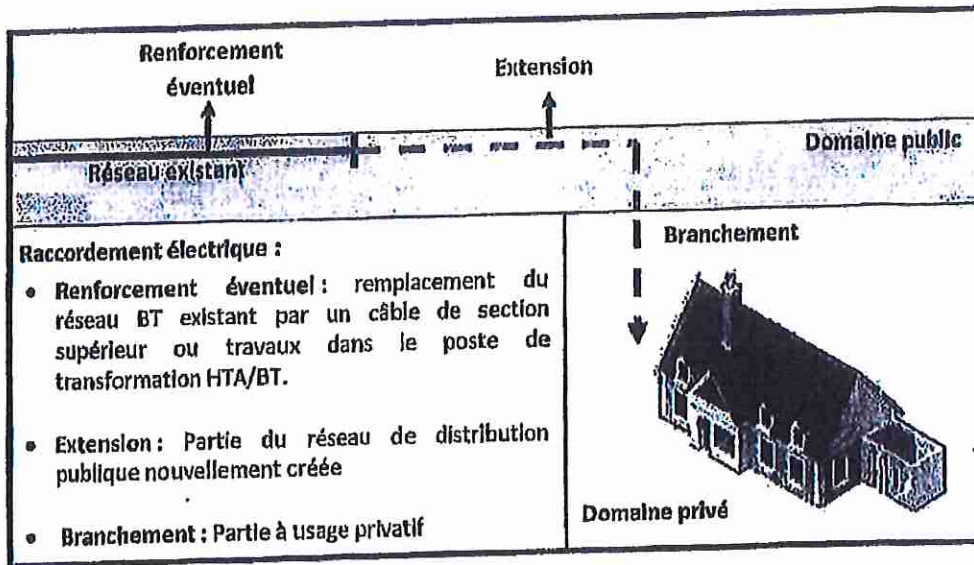 Renforcement
éventuel
Extension
Domaine public
Réseau existant
Raccordement électrique :
• Renforcement éventuel : remplacement du
réseau BT existant par un câble de section
supérieur ou travaux dans le poste de
transformation HTA/BT.
• Extension : Partie du réseau de distribution
publique nouvellement créée
• Branchement : Partie à usage privatif
Branchement
Domaine privé